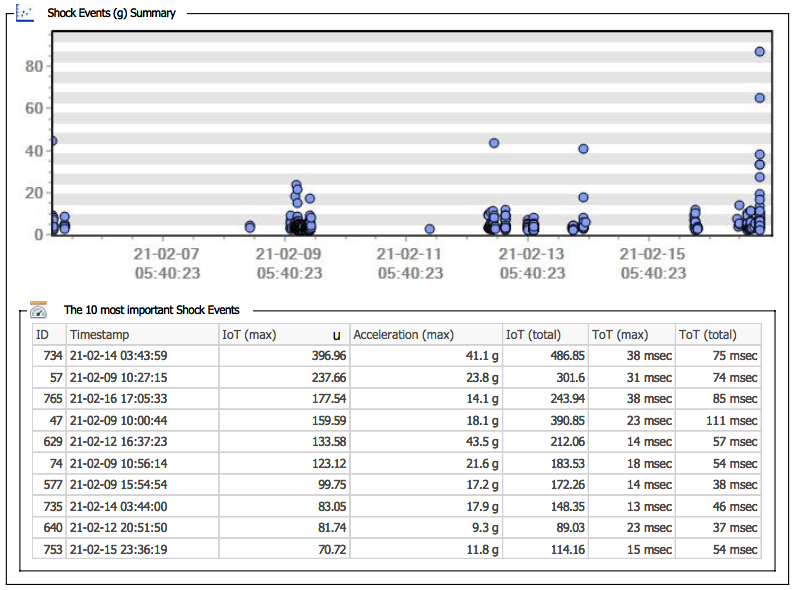 Shock Events (g) Summary
80
60
40
20
0
21-02-07 21-02-09 21-02-11 21-02-13 21-02-15
05:40:23 05:40:23 05:40:23 05:40:23 05:40:23
The 10 most important Shock Events
ID Timestamp IoT (max) u Acceleration (max) IoT (total) ToT (max) ToT (total)
734 21-02-14 03:43:59 396.96 41.1 g 486.85 38 msec 75 msec
57 21-02-09 10:27:15 237.66 23.8 g 301.6 31 msec 74 msec
765 21-02-16 17:05:33 177.54 14.1 g 243.94 38 msec 85 msec
47 21-02-09 10:00:44 159.59 18.1 g 390.85 23 msec 111 msec
629 21-02-12 16:37:23 133.58 43.5 g 212.06 14 msec 57 msec
74 21-02-09 10:56:14 123.12 21.6 g 183.53 18 msec 54 msec
577 21-02-09 15:54:54 99.75 17.2 g 172.26 14 msec 38 msec
735 21-02-14 03:44:00 83.05 17.9 g 148.35 13 msec 46 msec
640 21-02-12 20:51:50 81.74 9.3 g 89.03 23 msec 37 msec
753 21-02-15 23:36:19 70.72 11.8 g 114.16 15 msec 54 msec